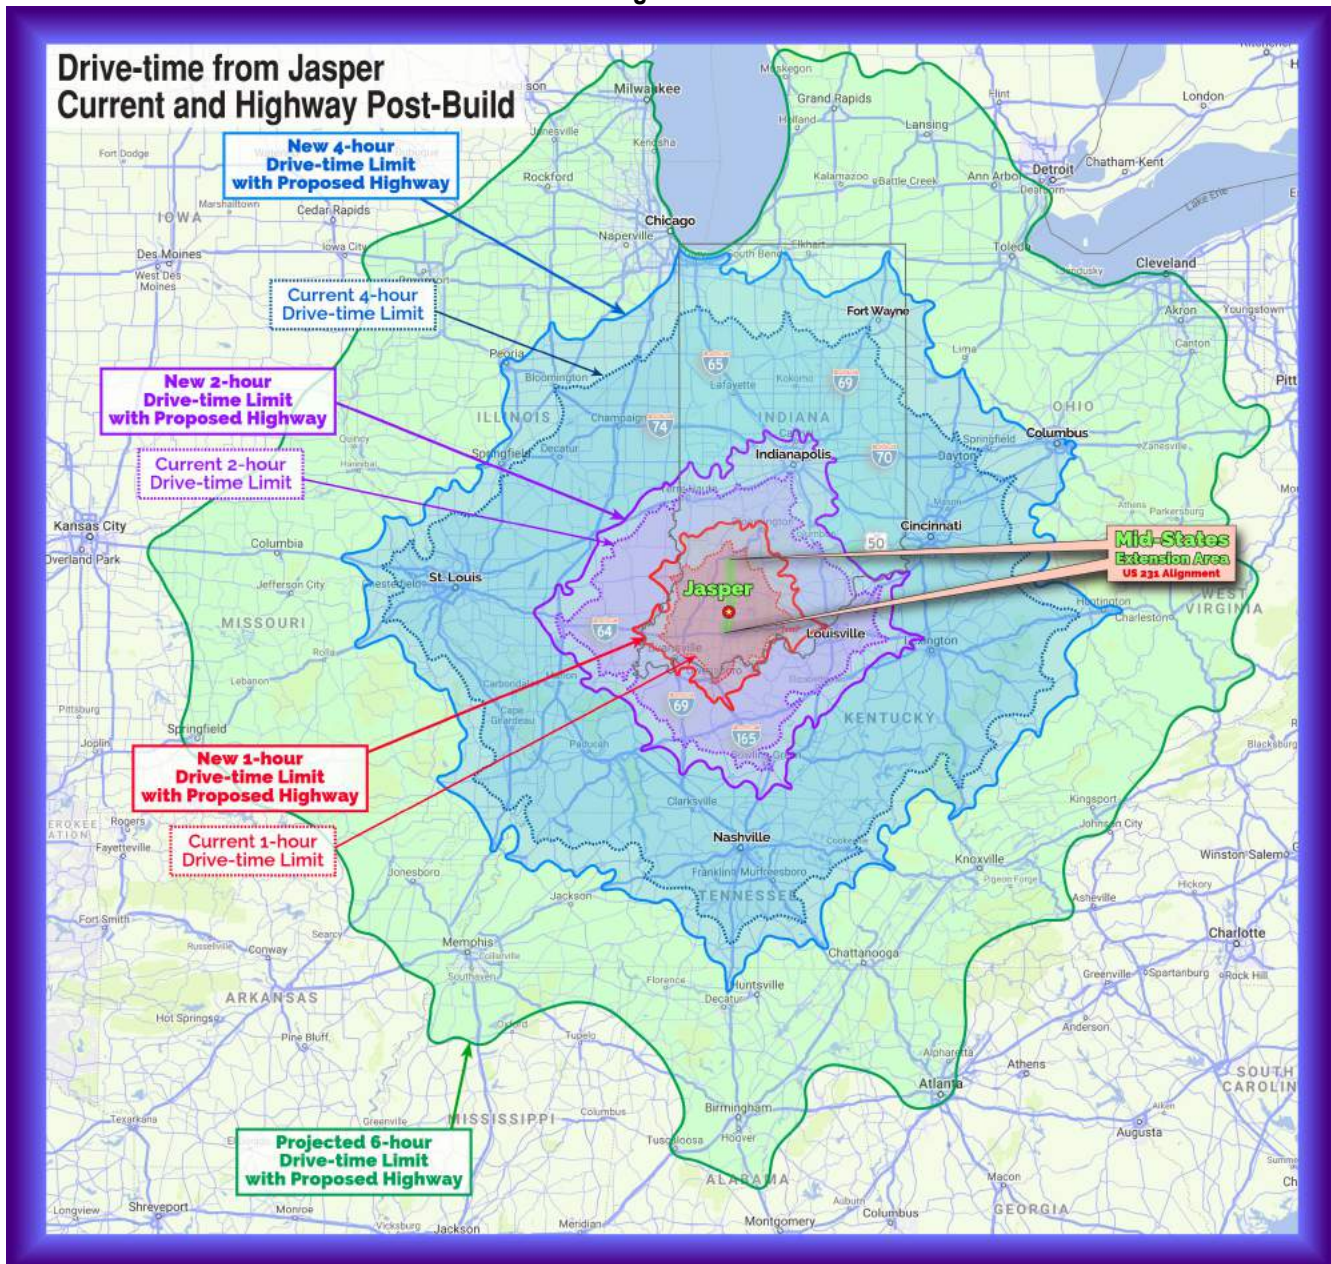 Drive-time from Jasper
Current and Highway Post-Build
New 4-hour
Drive-time Limit
with Proposed Highway
Current 4-hour
Drive-time Limit
New 2-hour
Drive-time Limit
with Proposed Highway
Current 2-hour
Drive-time Limit
New 1-hour
Drive-time Limit
with Proposed Highway
Current 1-hour
Drive-time Limit
Projected 6-hour
Drive-time Limit
with Proposed Highway
Mid-States
Extension Area
US 231 Alignment
Jasper
Milwaukee
Muskegon
Grand Rapids
Holland
Lansing
Flint
London
Detroit
Chatham-Kent
Ann Arbor
Dearborn
Kalamazoo
Battle Creek
Lake Erie
Janesville
Kenosha
Rockford
Chicago
Naperville
South Bend
Elkhart
Toledo
Cleveland
Akron
Youngstown
Canton
Fort Dodge
Marshalltown
IOWA
Cedar Rapids
Iowa City
Des Moines
West Des
Moines
Fort Wayne
Lima
Peoria
Bloomington
65
Lafayette
Kokomo
69
ILLINOIS
Champaign
74
INDIANA
OHIO
Quincy
Hannibal
Springfield
Decatur
Indianapolis
70
Springfield
Dayton
Columbus
Zanesville
Terre Haute
Athens
Parkersburg
Kansas City
Overland Park
Columbia
Jefferson City
MISSOURI
Rolla
Lebanon
Springfield
St. Louis
Cincinnati
50
64
Louisville
Evansville
Lexington
Huntington
Charleston
WEST
VIRGINIA
Pittsburg
Joplin
Carbondale
Marion
Cape
Girardeau
Paducah
69
165
Bowling Green
KENTUCKY
Blacksburg
Clarksville
Nashville
Cookeville
Franklin
Murfreesboro
TENNESSEE
Kingsport
Johnson City
Knoxville
Pigeon Forge
Winston-Salem
Hickory
Asheville
Charlotte
Rogers
Fayetteville
Jonesboro
Jackson
Fort Smith
Russellville
Conway
Searcy
Memphis
Collierville
Southaven
Chattanooga
Greenville
Spartanburg
Rock Hill
ARKANSAS
Hot Springs
Pine Bluff
Florence
Huntsville
Decatur
Oxford
Tupelo
Anderson
Alpharetta
Atlanta
Athens
SOUTH
CAROLIN
Texarkana
Greenville
MISSISSIPPI
Columbus
Birmingham
Tuscaloosa
Hoover
ALABAMA
Aiken
Augusta
Macon
GEORGIA
Longview
Shreveport
Monroe
Vicksburg
Jackson
Meridian
Montgomery
Auburn
Columbus